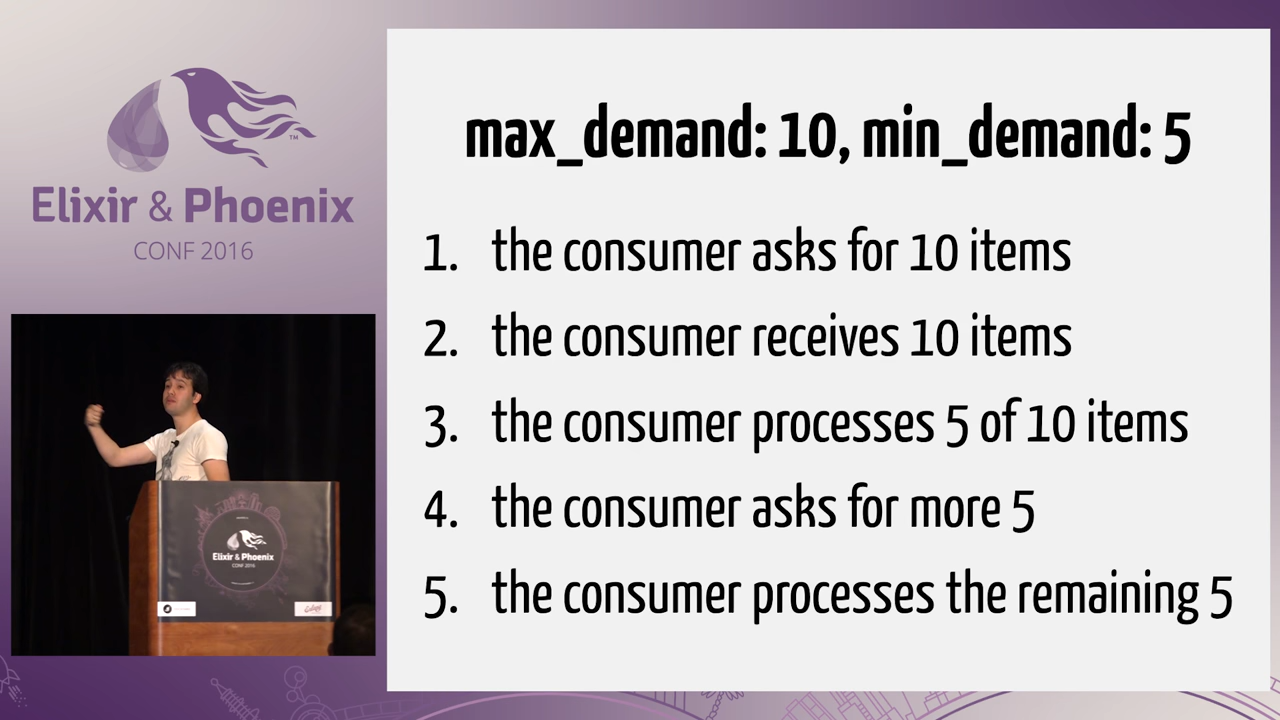 Elixir & Phoenix
TM
CONF 2016
max_demand: 10, min_demand: 5
1. the consumer asks for 10 items
2. the consumer receives 10 items
3. the consumer processes 5 of 10 items
4. the consumer asks for more 5
5. the consumer processes the remaining 5
Elixir & Phoenix
CONF 2016